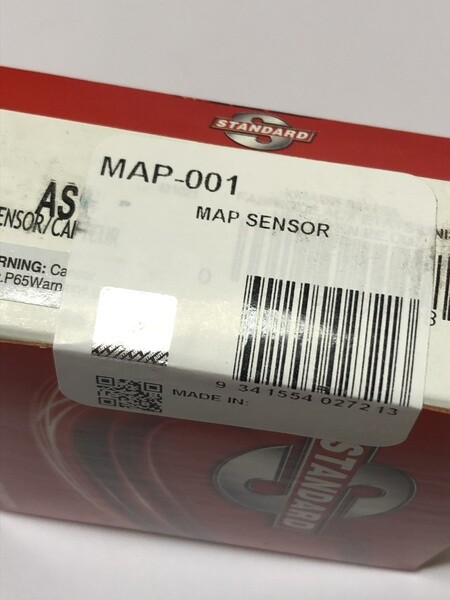 STANDARD
MAP-001
MAP SENSOR
AS
ENSOR/CA
RNING: Ca
.P65Warn
9 341554 027213
MADE IN:
STANDARD